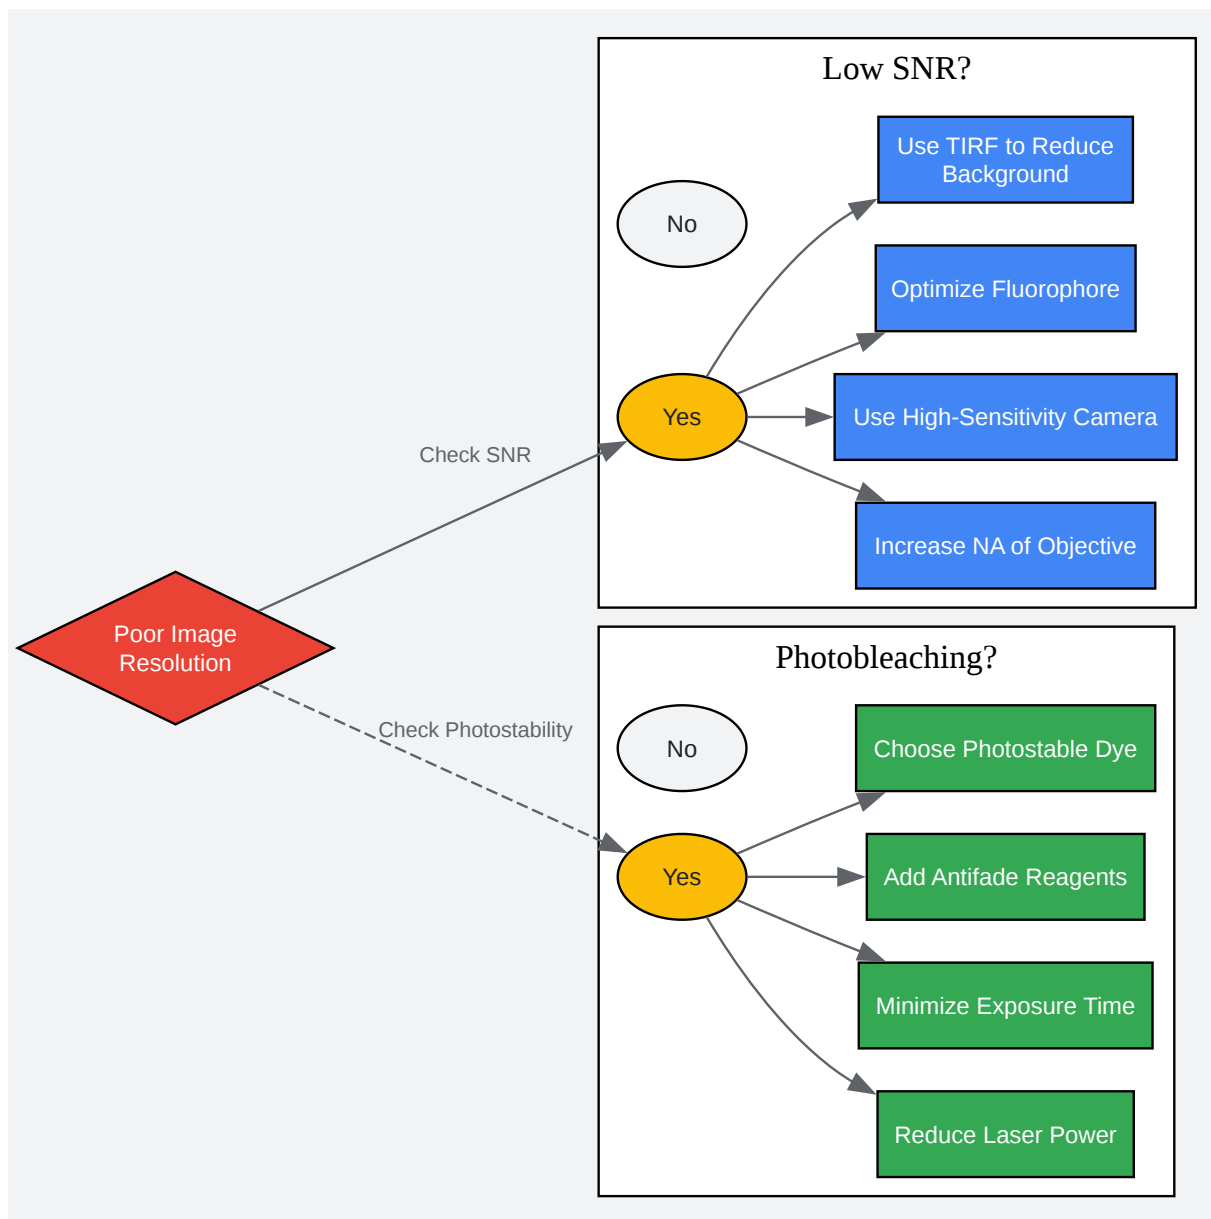 Low SNR?
Use TIRF to Reduce
Background
No
Optimize Fluorophore
Yes
Use High-Sensitivity Camera
Check SNR
Increase NA of Objective
Poor Image
Resolution
Photobleaching?
Check Photostability
No
Choose Photostable Dye
Yes
Add Antifade Reagents
Minimize Exposure Time
Reduce Laser Power